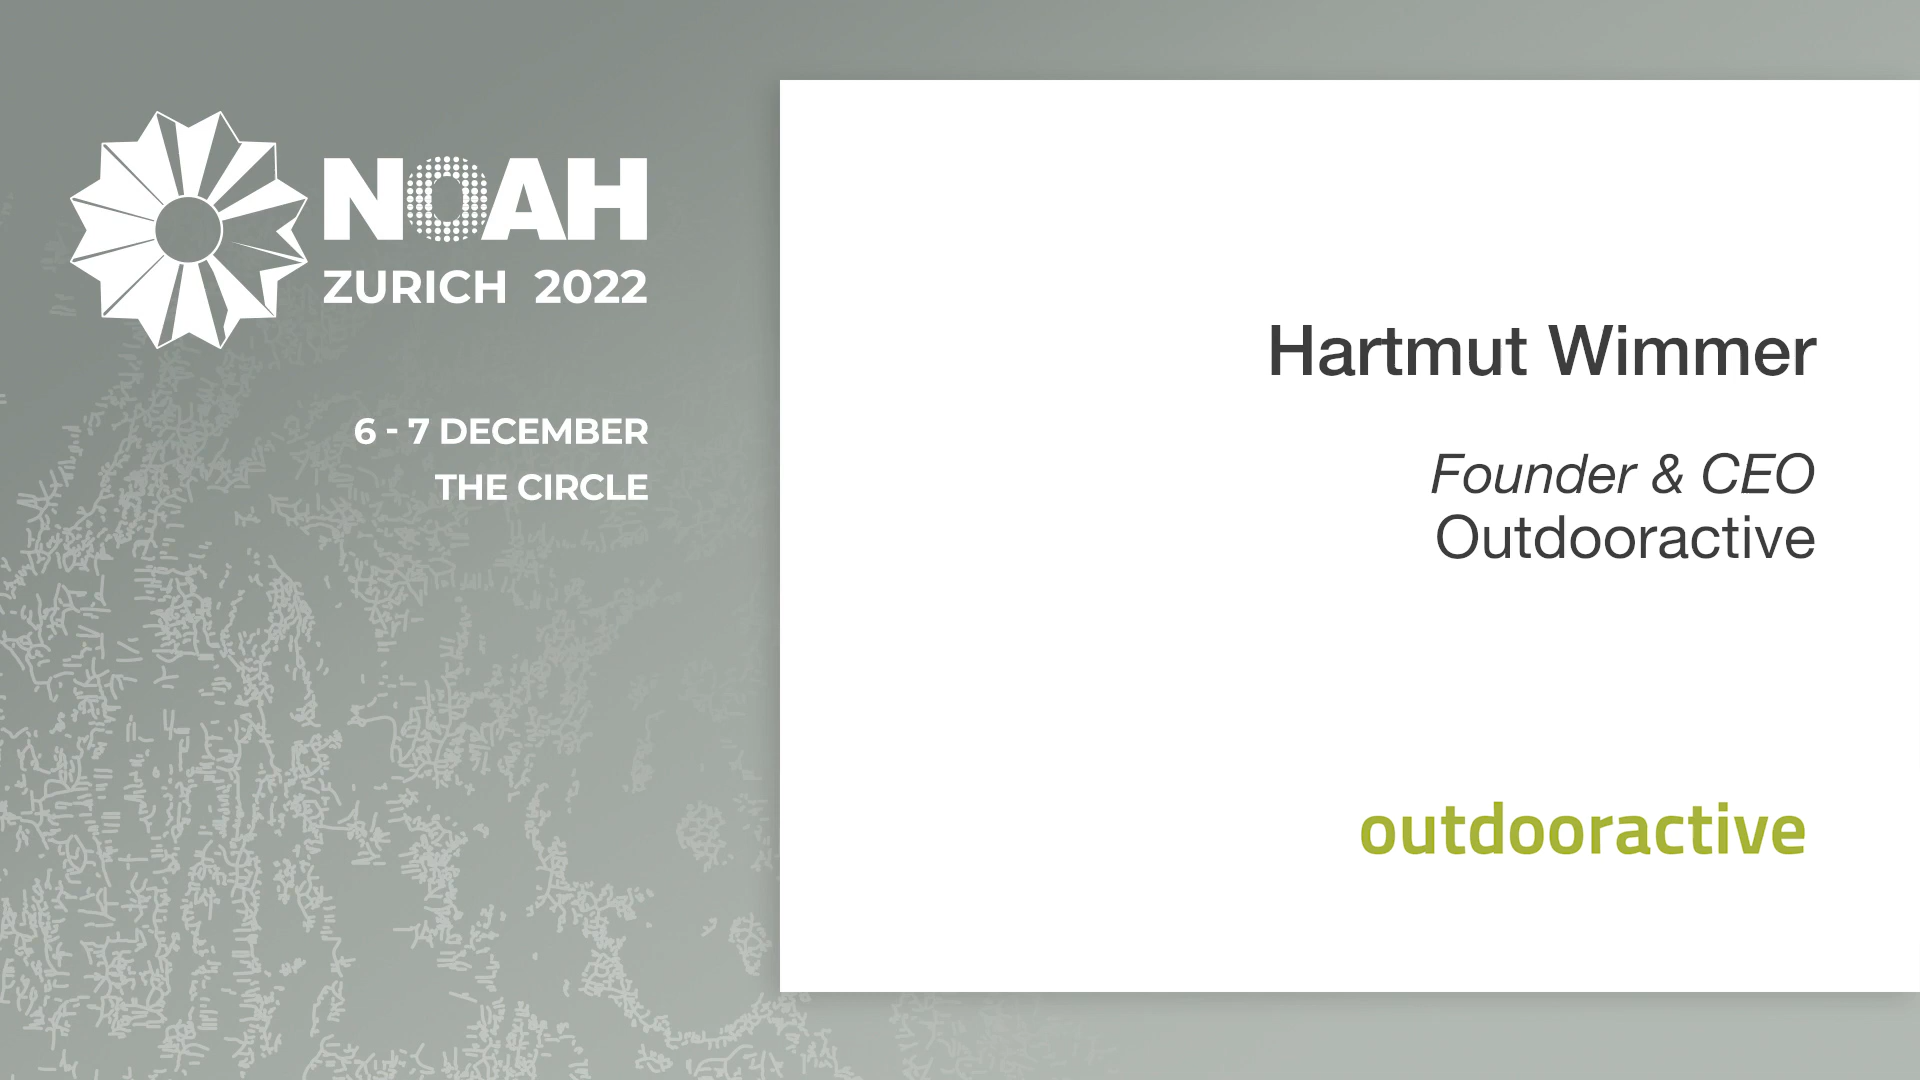 NOAH
ZURICH 2022
6 - 7 DECEMBER
THE CIRCLE
Hartmut Wimmer
Founder & CEO
Outdooractive
outdooractive